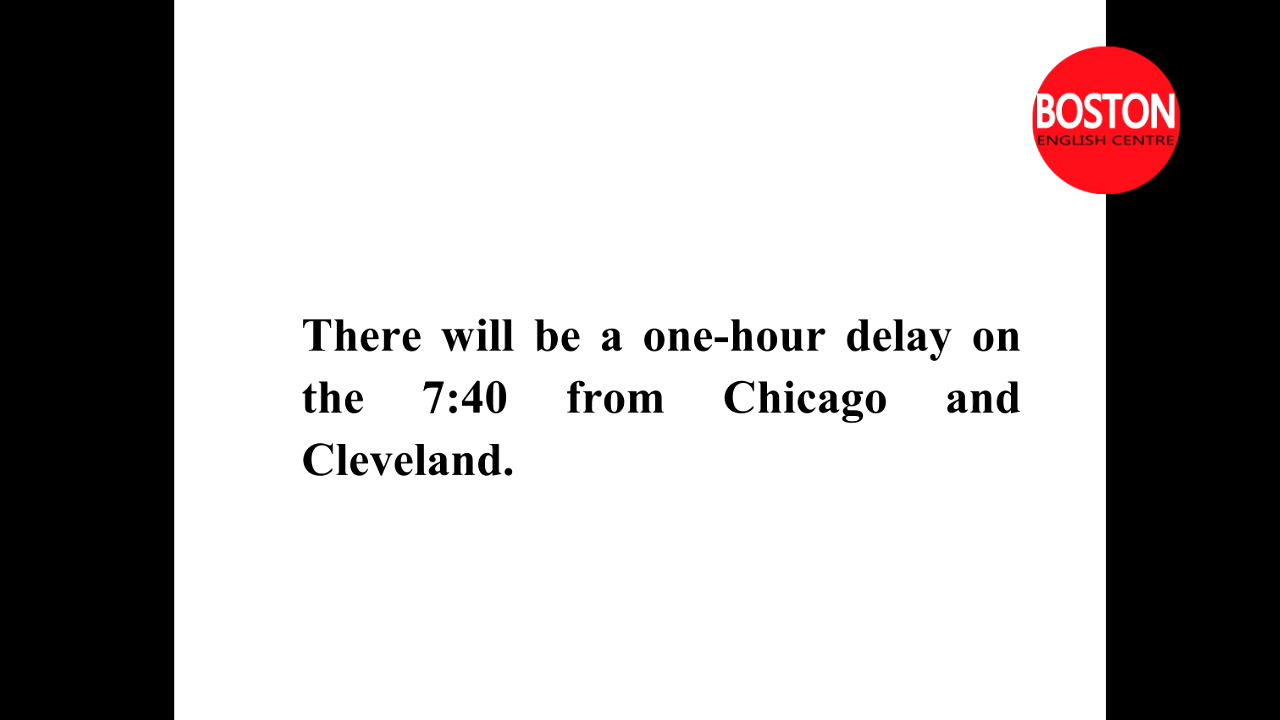 BOSTON
ENGLISH CENTRE
There will be a one-hour delay on
the 7:40 from Chicago and
Cleveland.